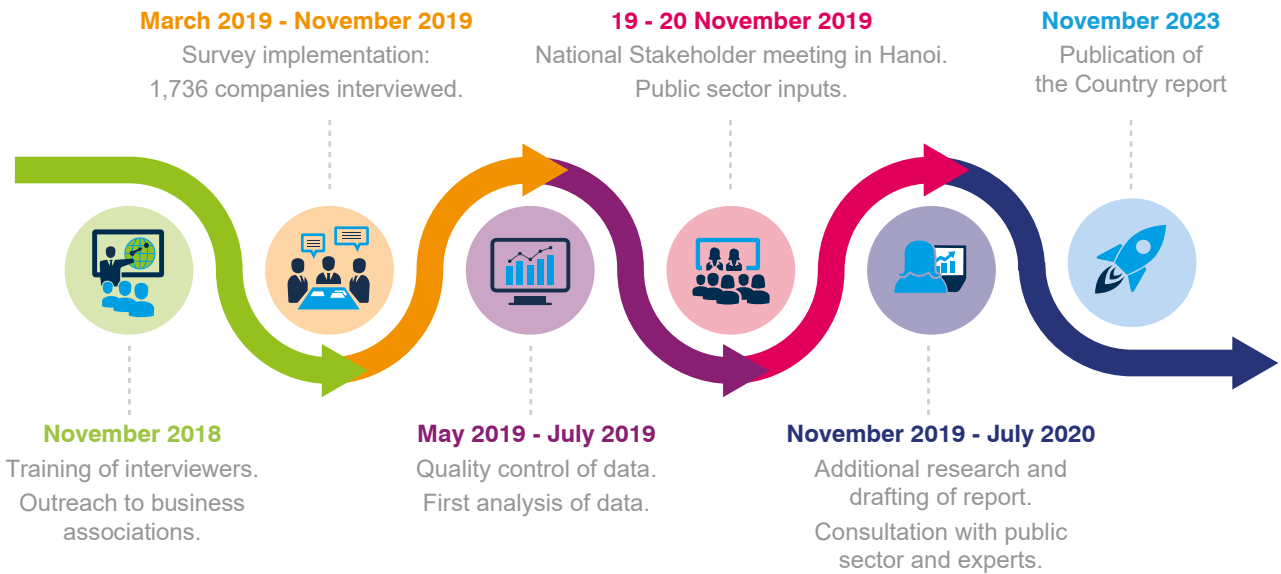 March 2019 - November 2019
Survey implementation:
1,736 companies interviewed.
19 - 20 November 2019
National Stakeholder meeting in Hanoi.
Public sector inputs.
November 2023
Publication of
the Country report
November 2018
Training of interviewers.
Outreach to business
associations.
May 2019 - July 2019
Quality control of data.
First analysis of data.
November 2019 - July 2020
Additional research and
drafting of report.
Consultation with public
sector and experts.